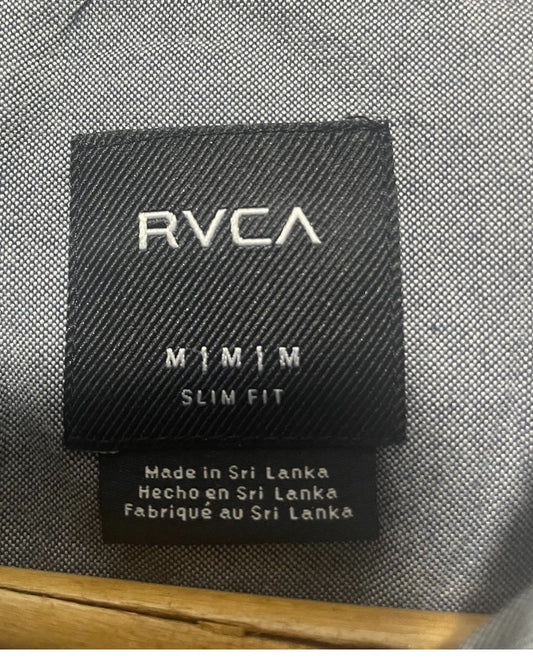 RVCA
M | M | M
SLIM FIT
Made in Sri Lanka
Hecho en Sri Lanka
Fabriqué au Sri Lanka